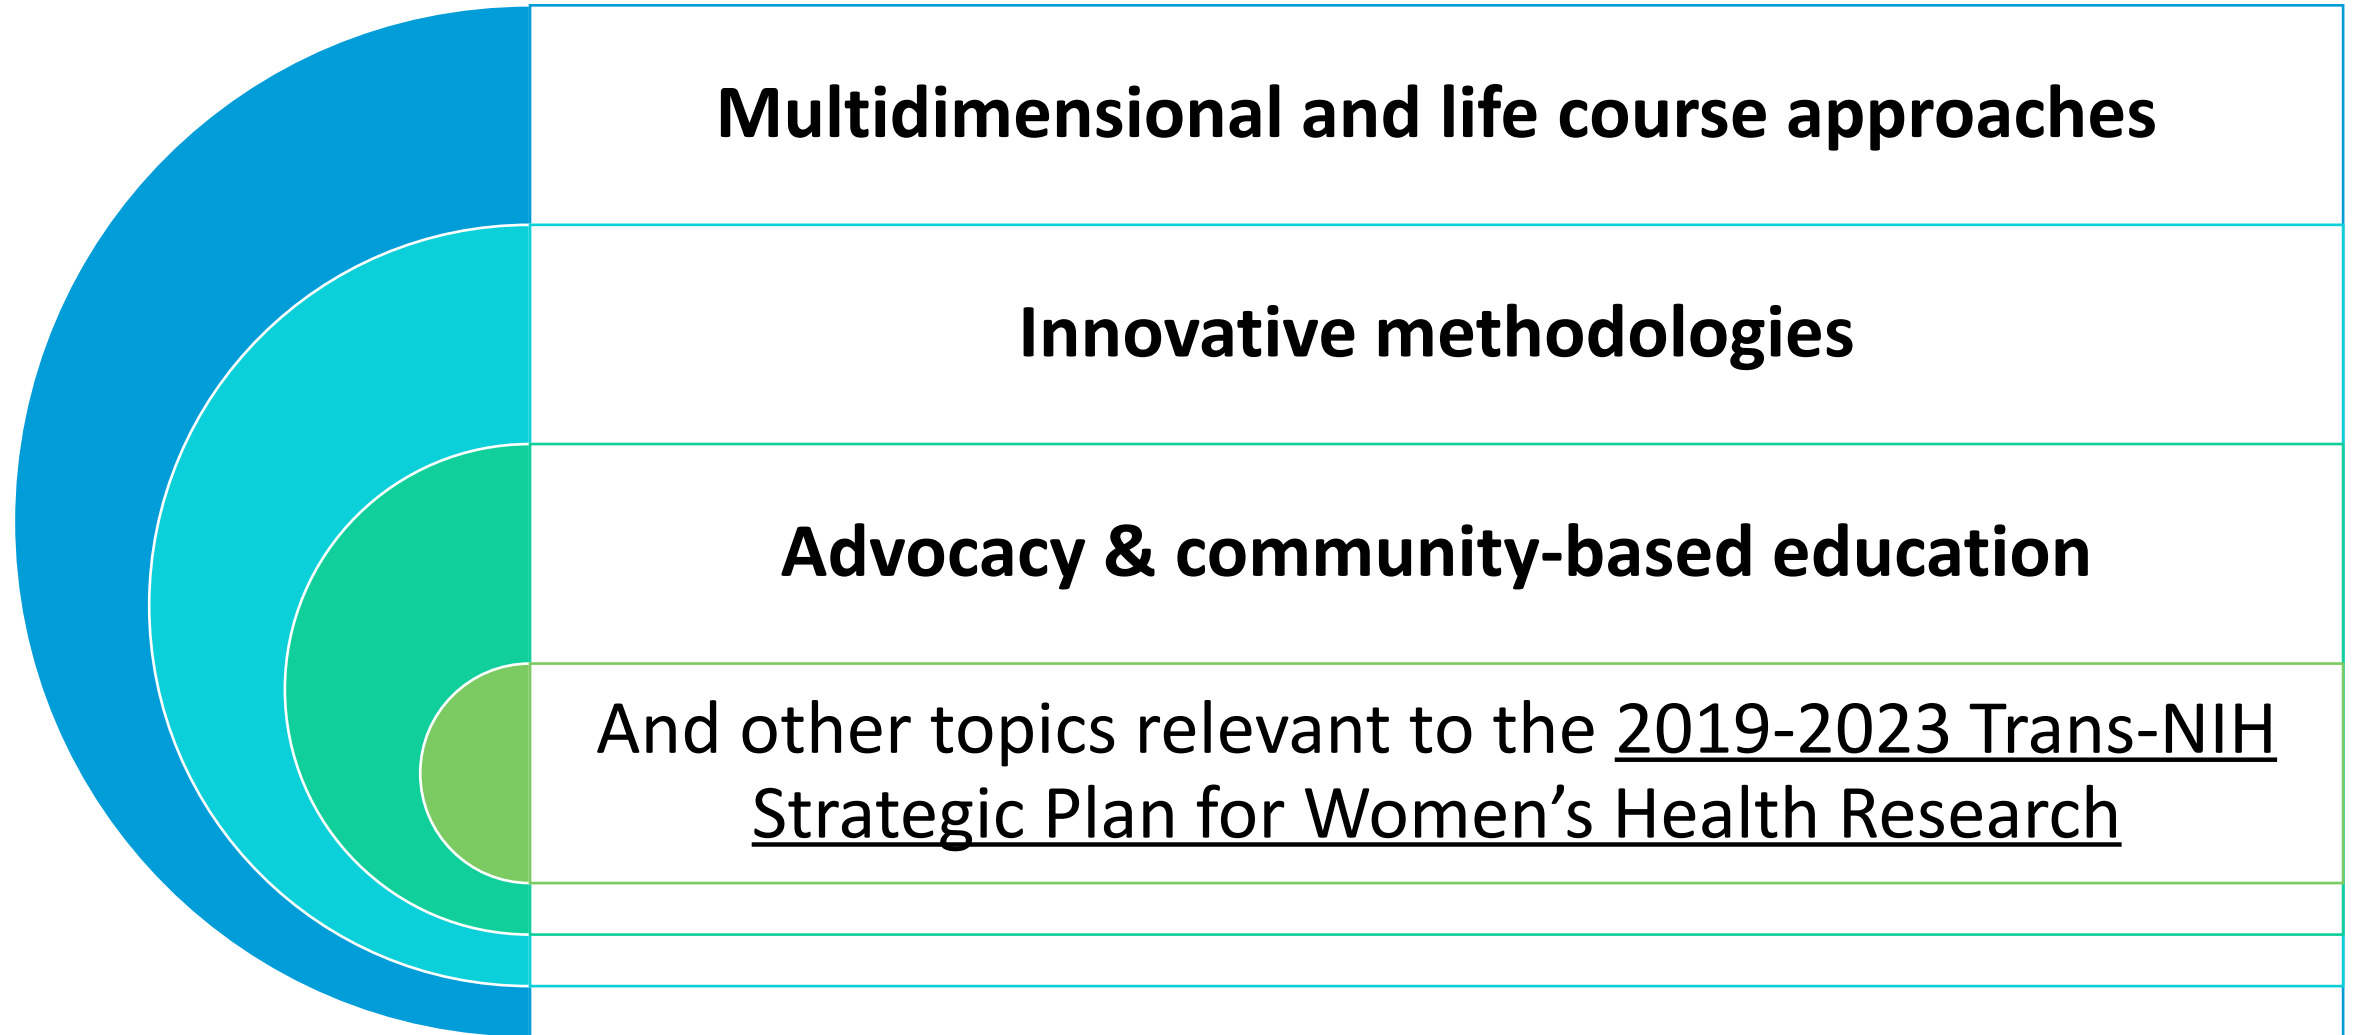 Multidimensional and life course approaches
Innovative methodologies
Advocacy & community-based education
And other topics relevant to the 2019-2023 Trans-NIH
Strategic Plan for Women’s Health Research